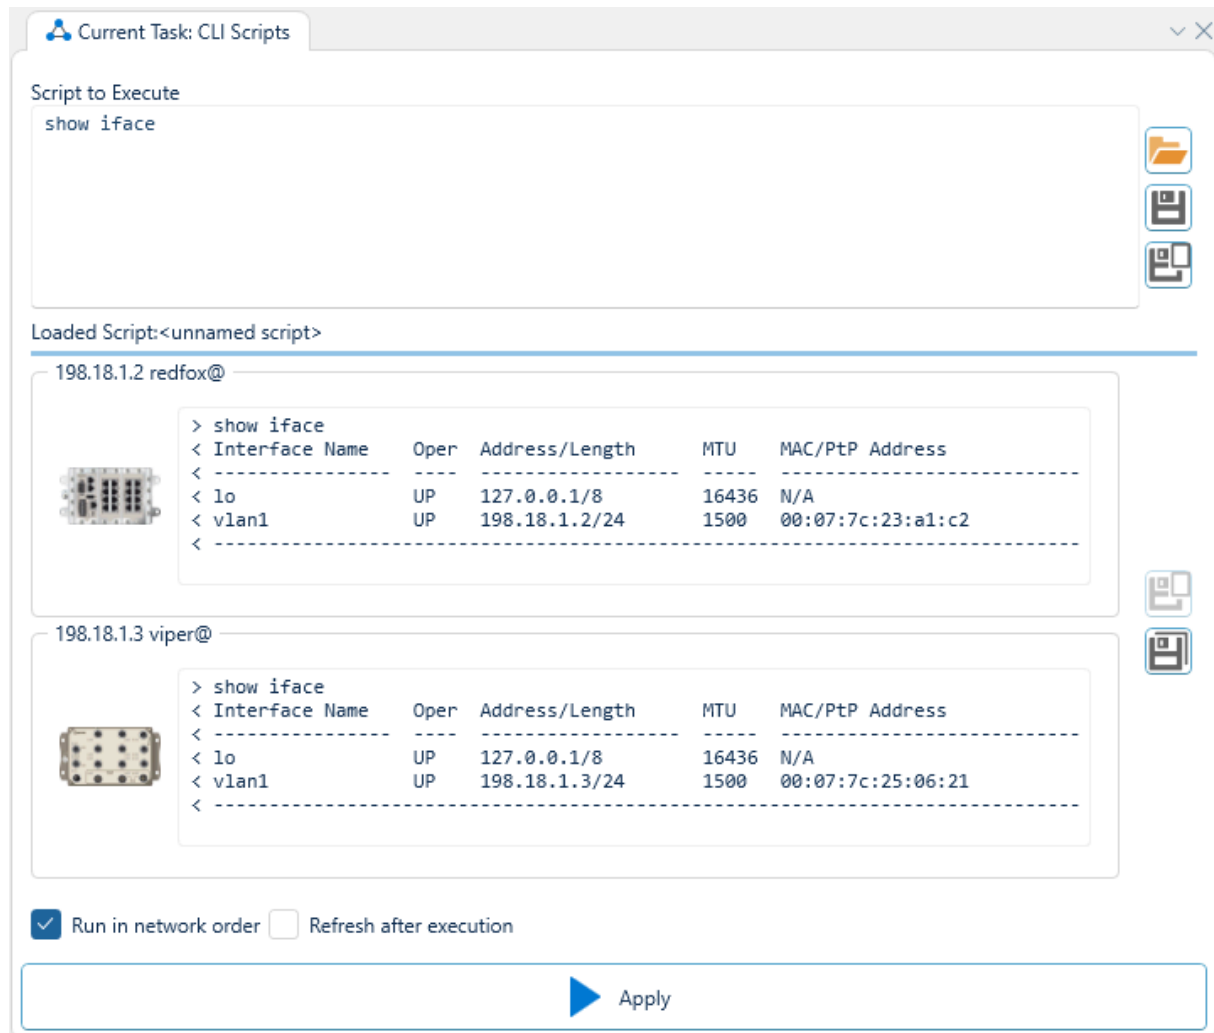 Current Task: CLI Scripts
Script to Execute
show iface
Loaded Script:<unnamed script>
198.18.1.2 redfox@
> show iface
< Interface Name    Oper  Address/Length      MTU    MAC/PtP Address
< ----------------  ----  ------------------  -----  ---------------------------
< lo                UP    127.0.0.1/8         16436  N/A
< vlan1             UP    198.18.1.2/24       1500   00:07:7c:23:a1:c2
< ------------------------------------------------------------------------------
198.18.1.3 viper@
> show iface
< Interface Name    Oper  Address/Length      MTU    MAC/PtP Address
< ----------------  ----  ------------------  -----  ---------------------------
< lo                UP    127.0.0.1/8         16436  N/A
< vlan1             UP    198.18.1.3/24       1500   00:07:7c:25:06:21
< ------------------------------------------------------------------------------
Run in network order Refresh after execution
Apply